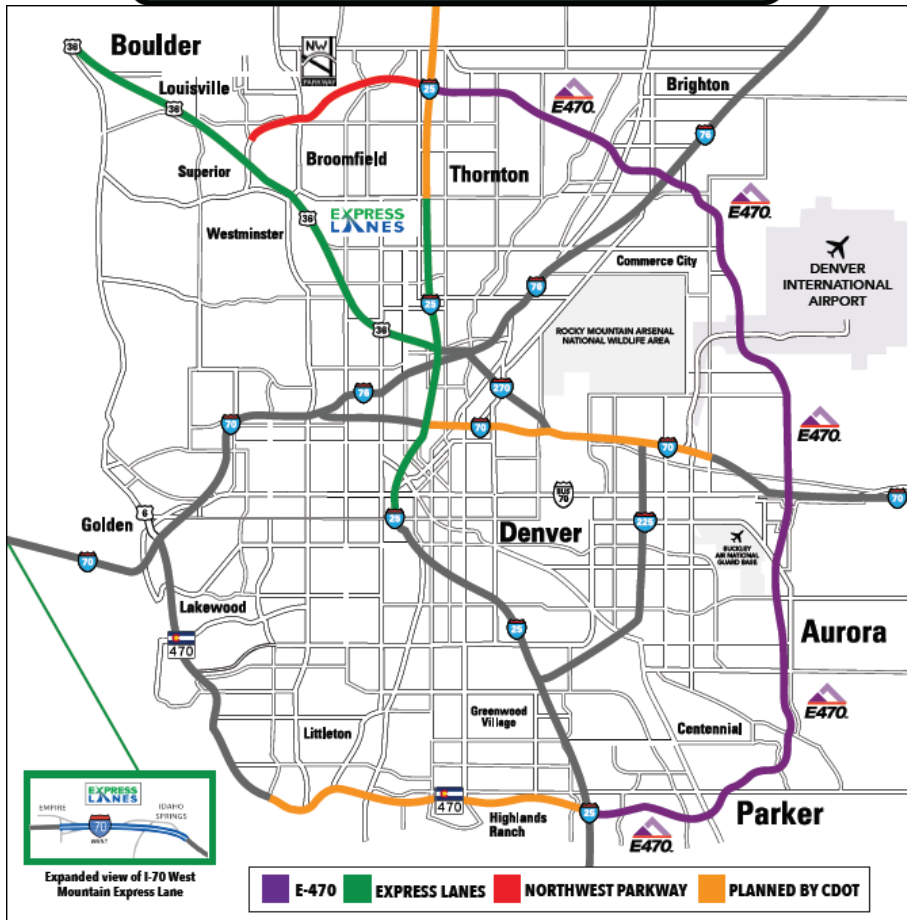 36
Boulder
NW
PARKWAY
Louisville
25
E470
Brighton
36
76
Superior
Broomfield
Thornton
E470
36
EXPRESS
LANES
Westminster
Commerce City
DENVER
INTERNATIONAL
AIRPORT
76
25
36
ROCKY MOUNTAIN ARSENAL
NATIONAL WILDLIFE AREA
270
76
70
70
E470
70
BUS
70
70
6
Golden
25
Denver
225
BUCKLEY
AIR NATIONAL
GUARD BASE
70
Lakewood
25
Aurora
470
E470
Greenwood
Village
Centennial
Littleton
EXPRESS
LANES
EMPIRE
IDAHO
SPRINGS
70
WEST
470
25
Parker
Highlands
Ranch
E470
Expanded view of I-70 West
Mountain Express Lane
E-470
EXPRESS LANES
NORTHWEST PARKWAY
PLANNED BY CDOT